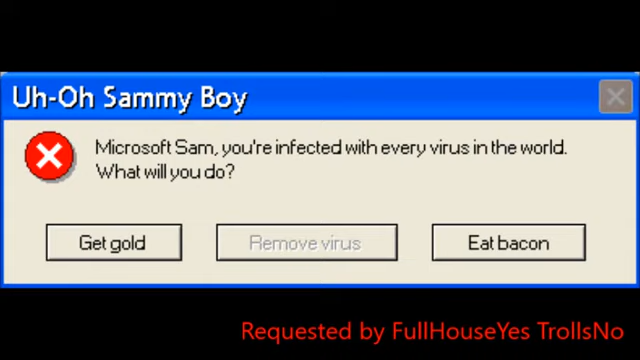 Uh-Oh Sammy Boy
Microsoft Sam, you're infected with every virus in the world.
What will you do?
Get gold
Remove virus
Eat bacon
Requested by FullHouseYes TrollsNo